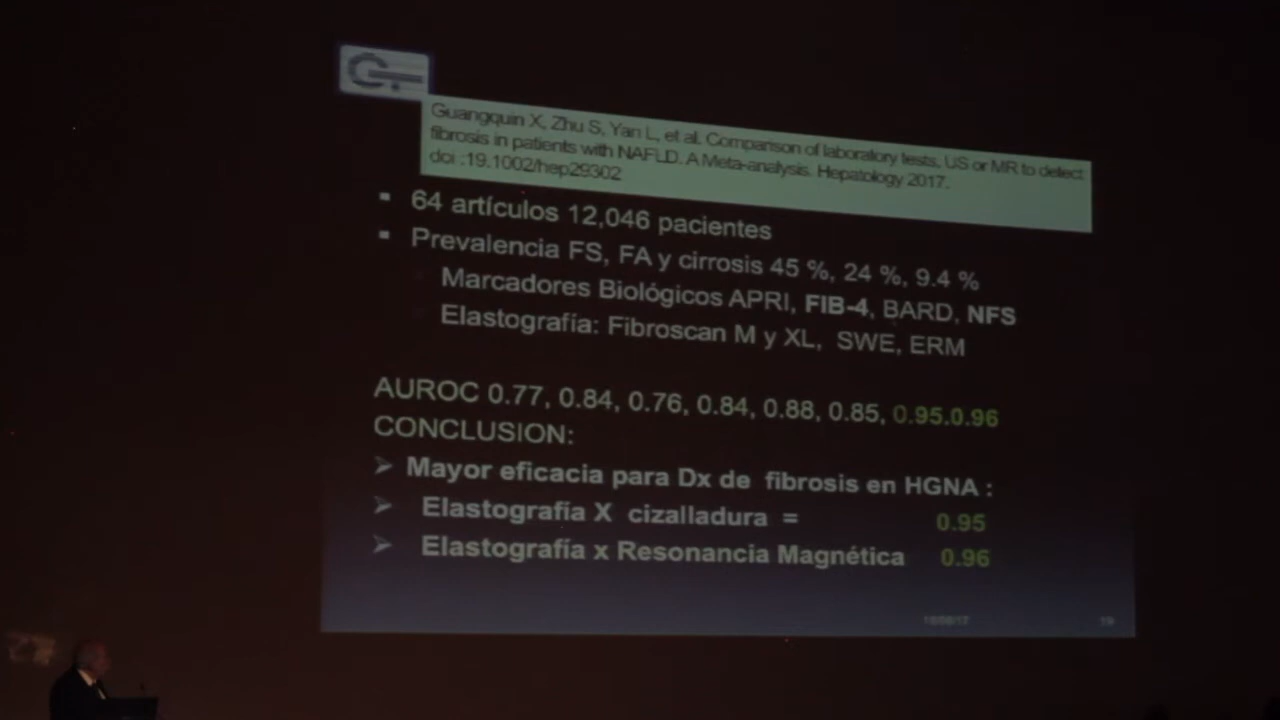 Guangquin X, Zhu S, Yan L, et al. Comparison of laboratory tests, US or MR to detect
fibrosis in patients with NAFLD. A Meta-analysis. Hepatology 2017.
doi :19.1002/hep29302
▪ 64 artículos 12,046 pacientes
▪ Prevalencia FS, FA y cirrosis 45 %, 24 %, 9.4 %
Marcadores Biológicos APRI, FIB-4, BARD, NFS
Elastografía: Fibroscan M y XL, SWE, ERM
AUROC 0.77, 0.84, 0.76, 0.84, 0.88, 0.85, 0.95.0.96
CONCLUSION:
➤ Mayor eficacia para Dx de fibrosis en HGNA :
➤ Elastografía X cizalladura = 0.95
➤ Elastografía x Resonancia Magnética 0.96
19